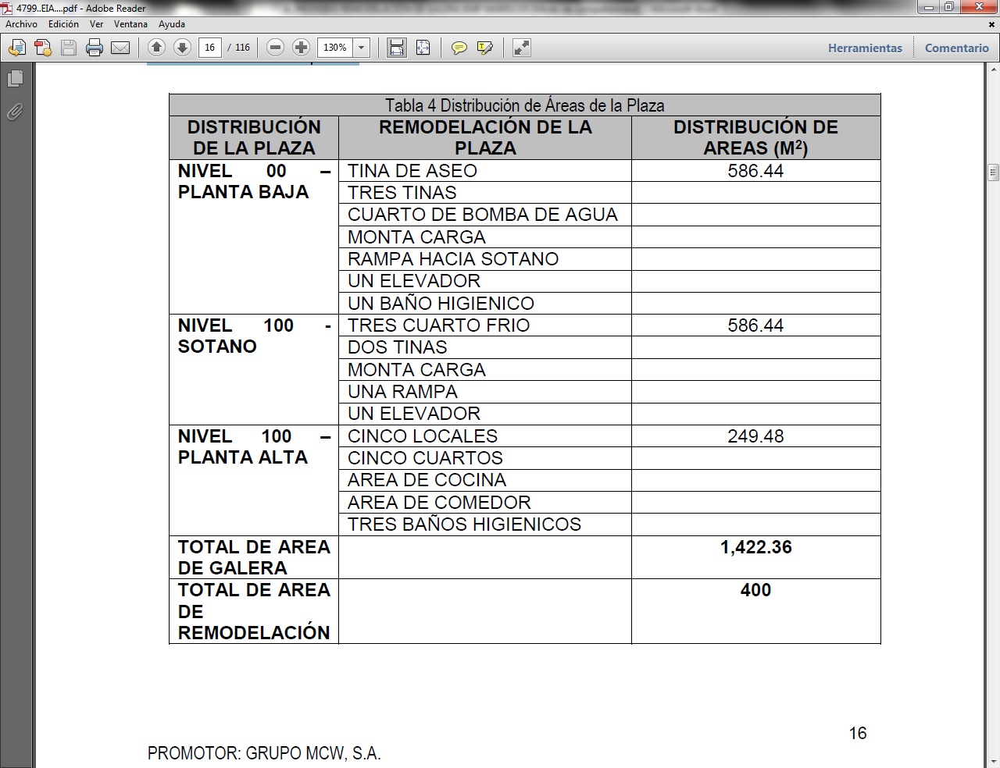 4799..EIA....pdf - Adobe Reader
Archivo Edición Ver Ventana Ayuda
16 / 116 130% Herramientas Comentario
Tabla 4 Distribución de Áreas de la Plaza
DISTRIBUCIÓN DE LA PLAZA REMODELACIÓN DE LA PLAZA DISTRIBUCIÓN DE AREAS (M²)
NIVEL 00 – PLANTA BAJA TINA DE ASEO 586.44
TRES TINAS
CUARTO DE BOMBA DE AGUA
MONTA CARGA
RAMPA HACIA SOTANO
UN ELEVADOR
UN BAÑO HIGIENICO
NIVEL 100 - SOTANO TRES CUARTO FRIO 586.44
DOS TINAS
MONTA CARGA
UNA RAMPA
UN ELEVADOR
NIVEL 100 – PLANTA ALTA CINCO LOCALES 249.48
CINCO CUARTOS
AREA DE COCINA
AREA DE COMEDOR
TRES BAÑOS HIGIENICOS
TOTAL DE AREA DE GALERA 1,422.36
TOTAL DE AREA DE REMODELACIÓN 400
16
PROMOTOR: GRUPO MCW, S.A.